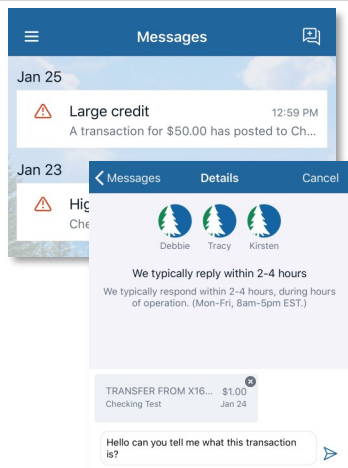 Messages
Jan 25
Large credit 12:59 PM
A transaction for $50.00 has posted to Ch...
Jan 23
Hig
Che
Messages Details Cancel
Debbie Tracy Kirsten
We typically reply within 2-4 hours
We typically respond within 2-4 hours, during hours
of operation. (Mon-Fri, 8am-5pm EST.)
TRANSFER FROM X16... $1.00
Checking Test Jan 24
Hello can you tell me what this transaction
is?